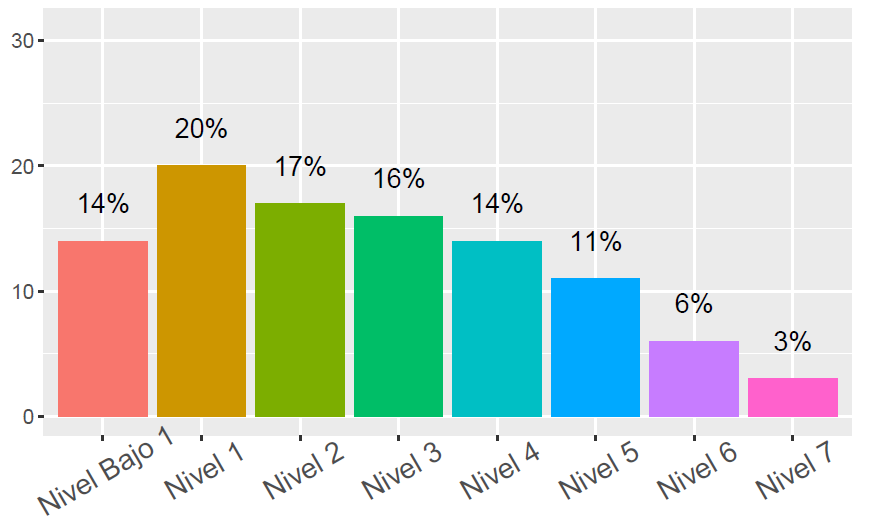 30
20
10
0
14%
20%
17%
16%
14%
11%
6%
3%
Nivel Bajo 1
Nivel 1
Nivel 2
Nivel 3
Nivel 4
Nivel 5
Nivel 6
Nivel 7